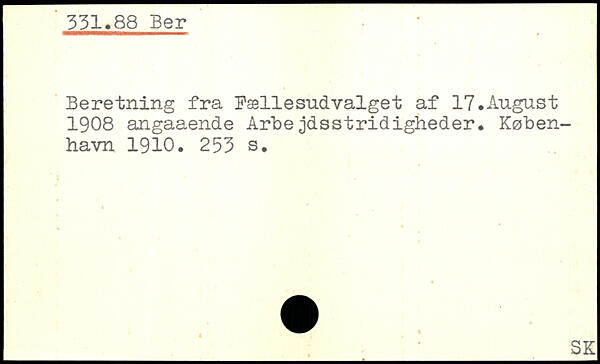 331.88 Ber
Beretning fra Fællesudvalget af 17.August
1908 angaaende Arbejdsstridigheder. Køben-
havn 1910. 253 s.
SK